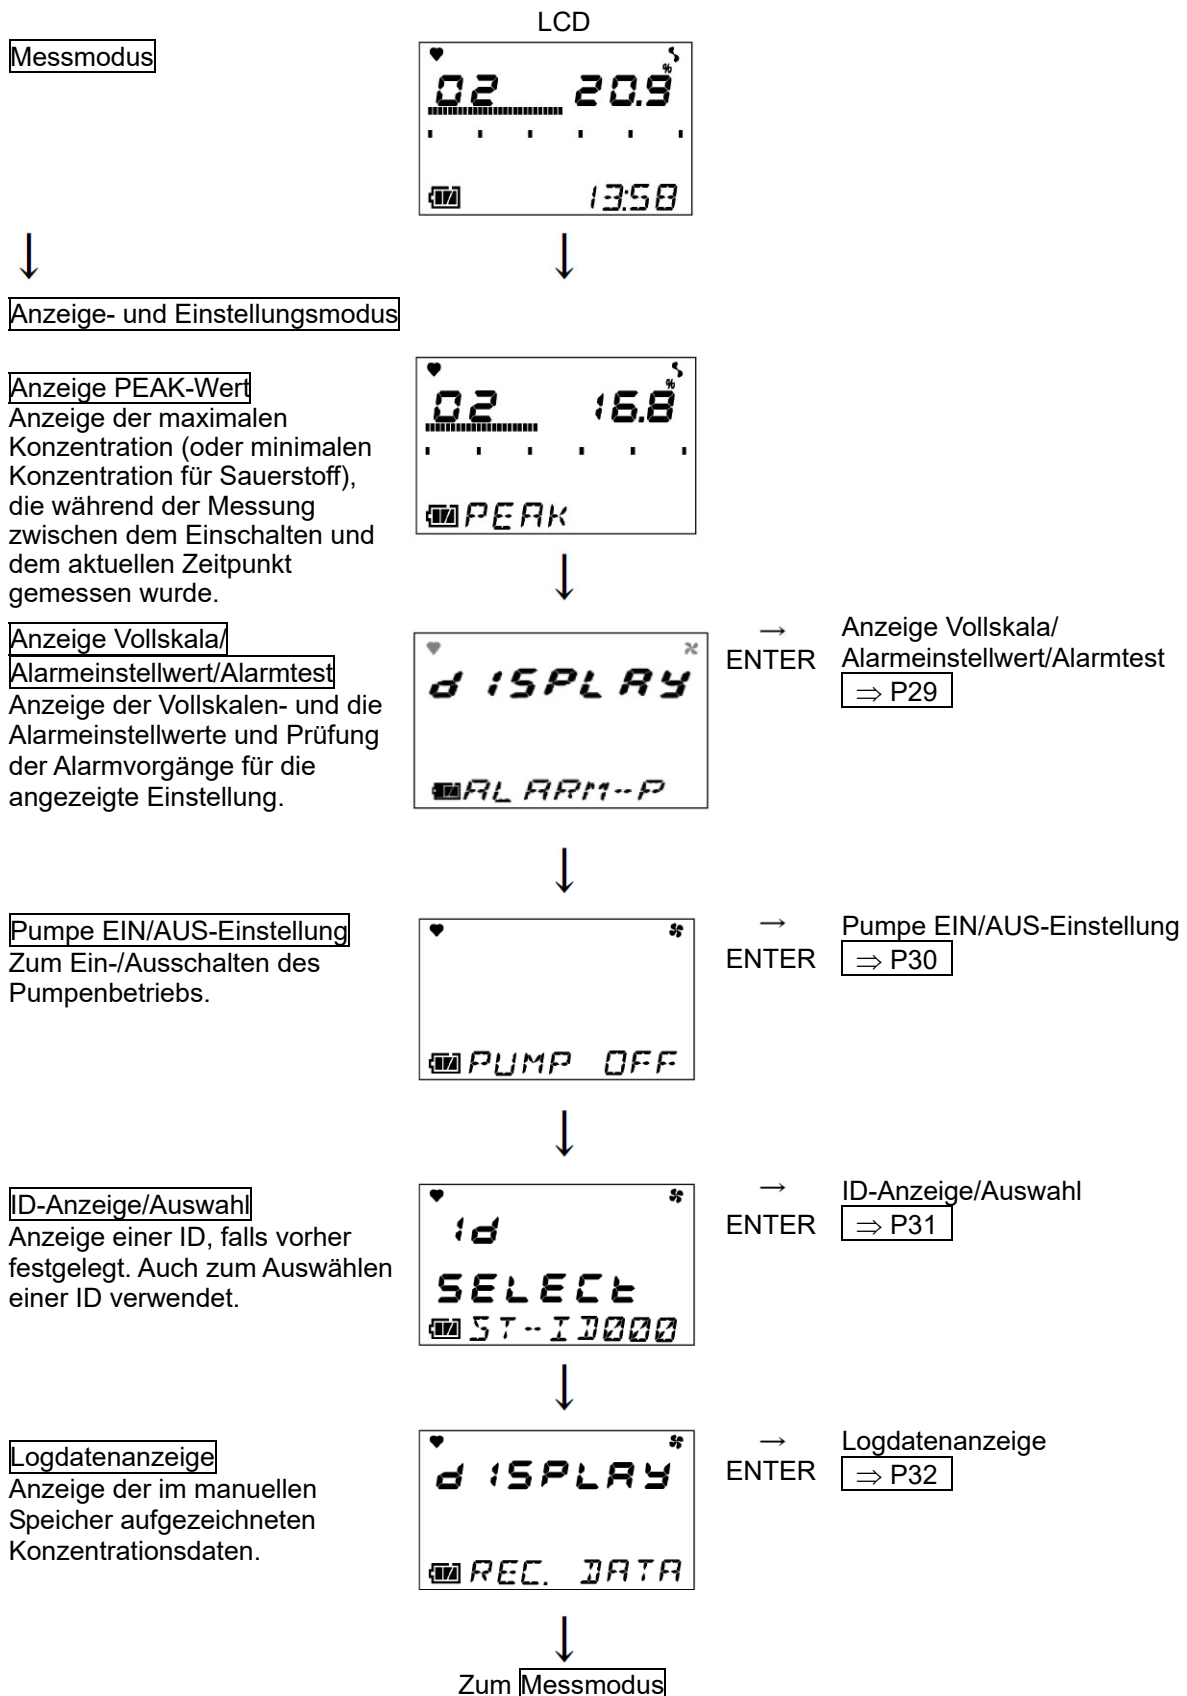 LCD
Messmodus
O2 20.9 %
13:58
↓ ↓
Anzeige- und Einstellungsmodus
Anzeige PEAK-Wert
Anzeige der maximalen
Konzentration (oder minimalen
Konzentration für Sauerstoff),
die während der Messung
zwischen dem Einschalten und
dem aktuellen Zeitpunkt
gemessen wurde.
O2 16.8 %
PEAK
↓
Anzeige Vollskala/
Alarmeinstellwert/Alarmtest
Anzeige der Vollskalen- und die
Alarmeinstellwerte und Prüfung
der Alarmvorgänge für die
angezeigte Einstellung.
dISPLAY
ALARM--P
→
ENTER
Anzeige Vollskala/
Alarmeinstellwert/Alarmtest
⇒ P29
↓
Pumpe EIN/AUS-Einstellung
Zum Ein-/Ausschalten des
Pumpenbetriebs.
PUMP OFF
→
ENTER
Pumpe EIN/AUS-Einstellung
⇒ P30
↓
ID-Anzeige/Auswahl
Anzeige einer ID, falls vorher
festgelegt. Auch zum Auswählen
einer ID verwendet.
Id
SELECt
ST--ID000
→
ENTER
ID-Anzeige/Auswahl
⇒ P31
↓
Logdatenanzeige
Anzeige der im manuellen
Speicher aufgezeichneten
Konzentrationsdaten.
dISPLAY
REC. DATA
→
ENTER
Logdatenanzeige
⇒ P32
↓
Zum Messmodus